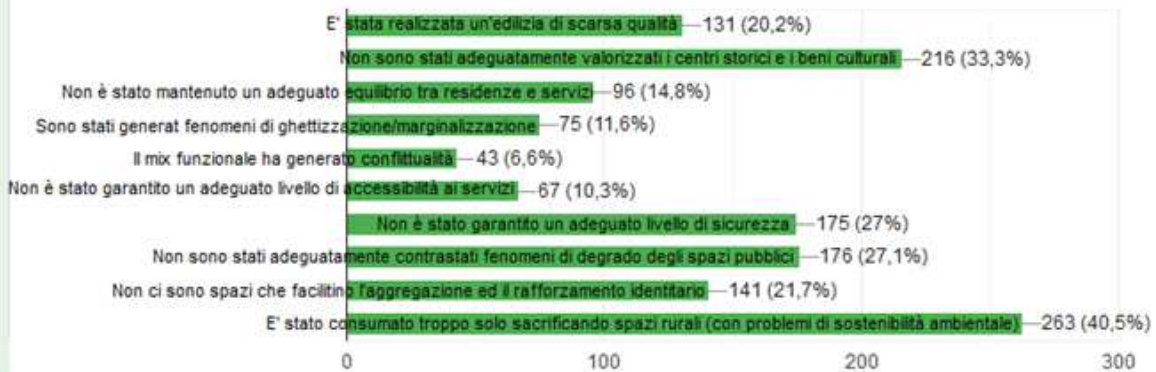 E' stata realizzata un'edilizia di scarsa qualità 131 (20,2%)
Non sono stati adeguatamente valorizzati i centri storici e i beni culturali 216 (33,3%)
Non è stato mantenuto un adeguato equilibrio tra residenze e servizi 96 (14,8%)
Sono stati generat fenomeni di ghettizzazione/marginalizzazione 75 (11,6%)
Il mix funzionale ha generato conflittualità 43 (6,6%)
Non è stato garantito un adeguato livello di accessibilità ai servizi 67 (10,3%)
Non è stato garantito un adeguato livello di sicurezza 175 (27%)
Non sono stati adeguatamente contrastati fenomeni di degrado degli spazi pubblici 176 (27,1%)
Non ci sono spazi che facilitino l'aggregazione ed il rafforzamento identitario 141 (21,7%)
E' stato consumato troppo solo sacrificando spazi rurali (con problemi di sostenibilità ambientale) 263 (40,5%)
0 100 200 300